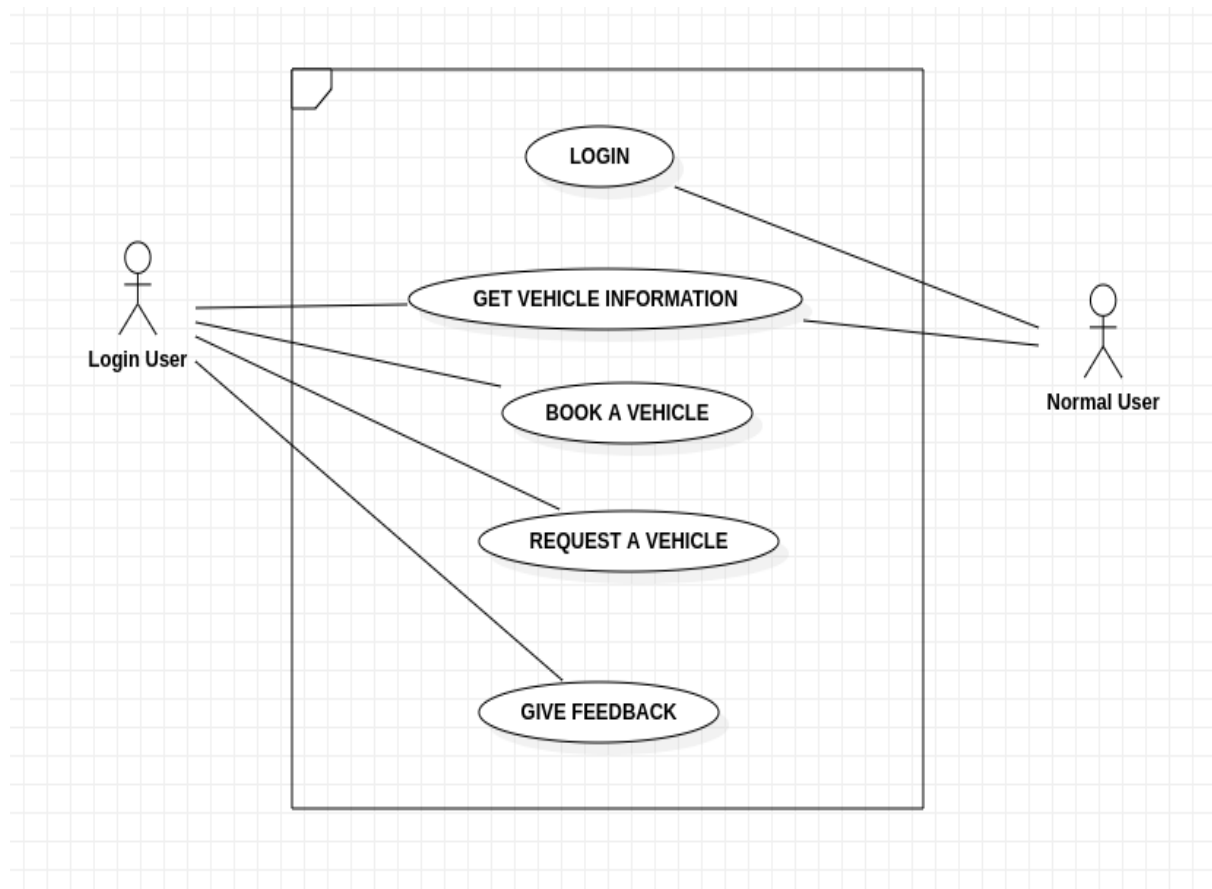 LOGIN
GET VEHICLE INFORMATION
Login User
BOOK A VEHICLE
Normal User
REQUEST A VEHICLE
GIVE FEEDBACK